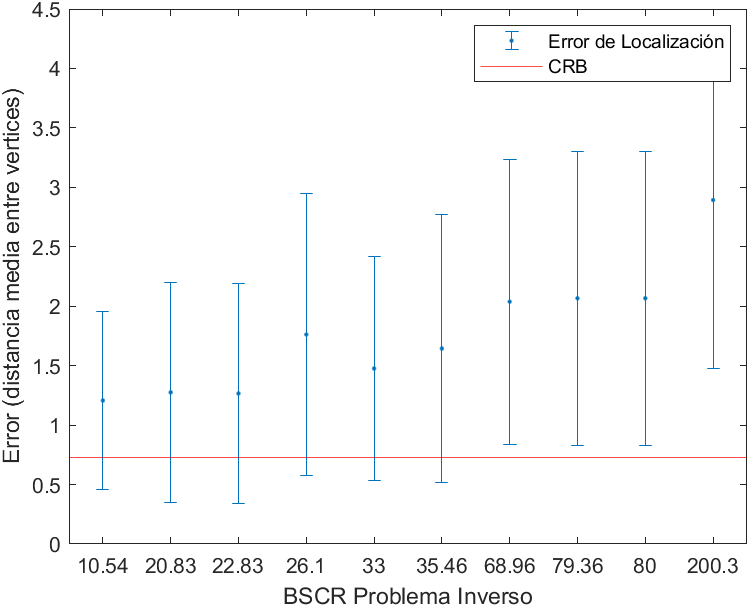 4.5
4
3.5
3
2.5
2
1.5
1
0.5
0
Error (distancia media entre vertices)
Error de Localización
CRB
10.54 20.83 22.83 26.1 33 35.46 68.96 79.36 80 200.3
BSCR Problema Inverso